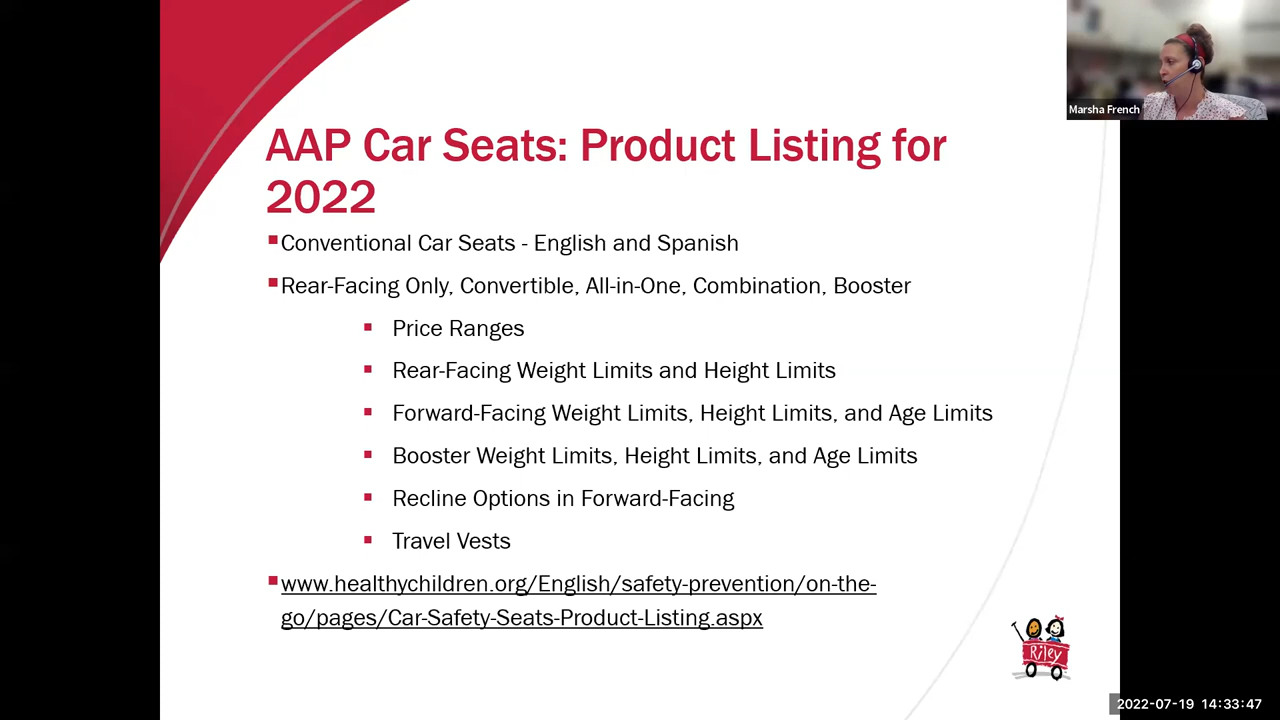 Marsha French
AAP Car Seats: Product Listing for
2022
Conventional Car Seats - English and Spanish
Rear-Facing Only, Convertible, All-in-One, Combination, Booster
Price Ranges
Rear-Facing Weight Limits and Height Limits
Forward-Facing Weight Limits, Height Limits, and Age Limits
Booster Weight Limits, Height Limits, and Age Limits
Recline Options in Forward-Facing
Travel Vests
www.healthychildren.org/English/safety-prevention/on-the-
go/pages/Car-Safety-Seats-Product-Listing.aspx
Riley
2022-07-19 14:33:47